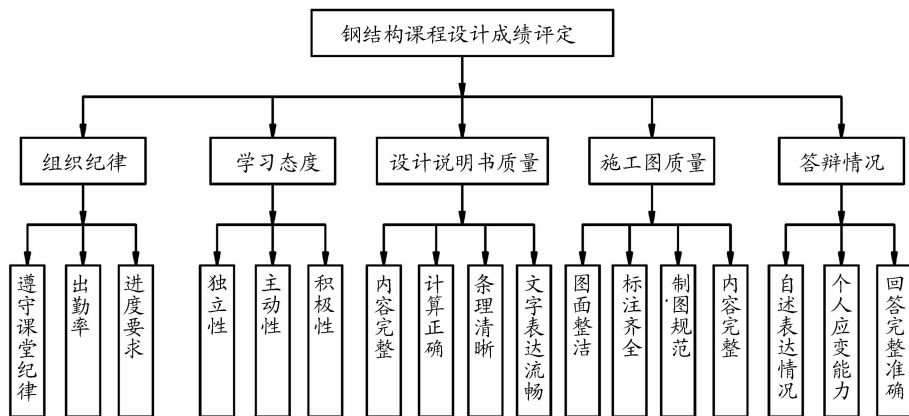 钢结构课程设计成绩评定
组织纪律
学习态度
设计说明书质量
施工图质量
答辩情况
遵守课堂纪律
出勤率
进度要求
独立性
主动性
积极性
内容完整
计算正确
条理清晰
文字表达流畅
图面整洁
标注齐全
制图规范
内容完整
自述表达情况
个人应变能力
回答完整准确